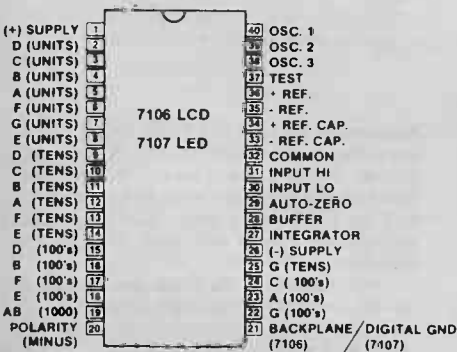 (+) SUPPLY 1
D (UNITS) 2
C (UNITS) 3
B (UNITS) 4
A (UNITS) 5
F (UNITS) 6
G (UNITS) 7
E (UNITS) 8
D (TENS) 9
C (TENS) 10
B (TENS) 11
A (TENS) 12
F (TENS) 13
E (TENS) 14
D (100's) 15
B (100's) 16
F (100's) 17
E (100's) 18
AB (1000) 19
POLARITY 20
(MINUS)
7106 LCD
7107 LED
40 OSC. 1
39 OSC. 2
38 OSC. 3
37 TEST
36 + REF.
35 - REF.
34 + REF. CAP.
33 - REF. CAP.
32 COMMON
31 INPUT HI
30 INPUT LO
29 AUTO-ZERO
28 BUFFER
27 INTEGRATOR
26 (-) SUPPLY
25 G (TENS)
24 C (100's)
23 A (100's)
22 G (100's)
21 BACKPLANE / DIGITAL GND
(7106) (7107)